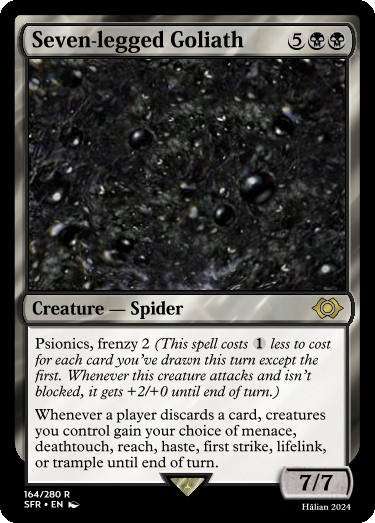 Seven-legged Goliath 5
Creature — Spider
Psionics, frenzy 2 (This spell costs 1 less to cost
for each card you've drawn this turn except the
first. Whenever this creature attacks and isn't
blocked, it gets +2/+0 until end of turn.)
Whenever a player discards a card, creatures
you control gain your choice of menace,
deathtouch, reach, haste, first strike, lifelink,
or trample until end of turn.
7/7
164/280 R
SFR • EN
Hālian 2024